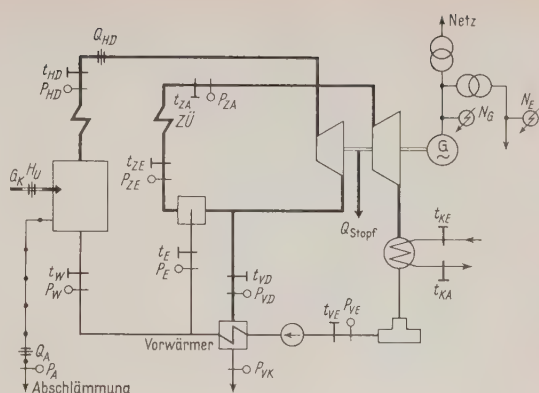 Netz
Q_HD
t_HD
P_HD
t_ZA
P_ZA
ZÜ
N_G
N_E
G
~
t_ZE
P_ZE
G_K H_U
Q_Stopf
t_KE
t_KA
t_E
P_E
t_W
P_W
t_VD
P_VD
t_VE
P_VE
Vorwärmer
Q_A
P_A
P_VK
Abschlämmung